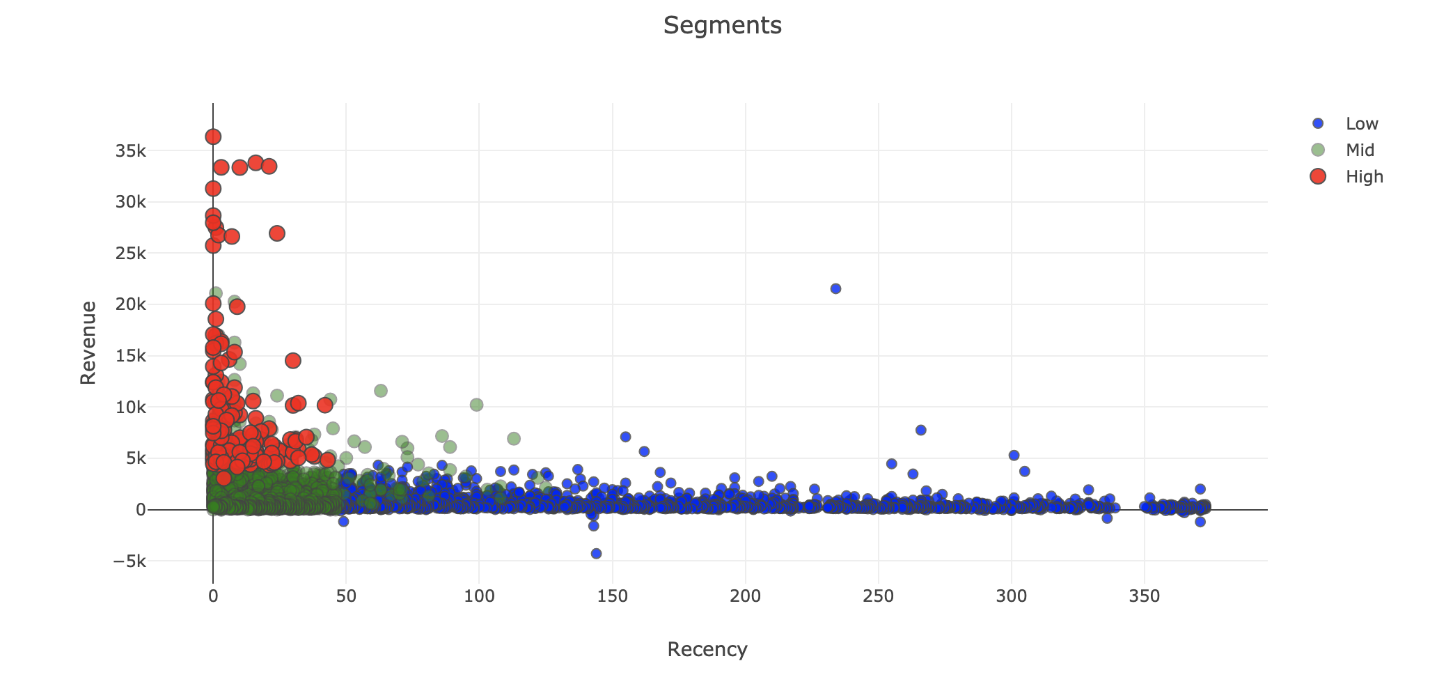 Segments
Low
Mid
High
Revenue
35k
30k
25k
20k
15k
10k
5k
0
−5k
0
50
100
150
200
250
300
350
Recency